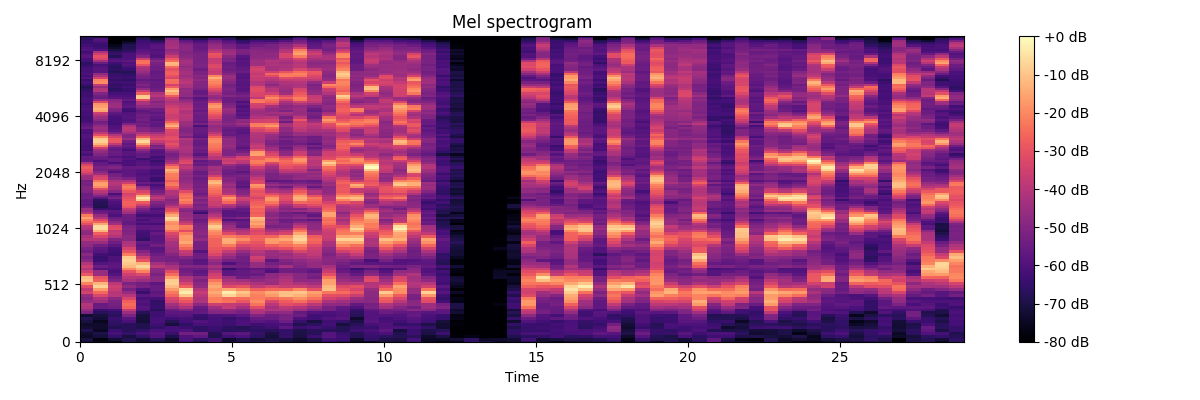 Mel spectrogram
8192
4096
2048
1024
512
0
Hz
0 5 10 15 20 25
Time
+0 dB
-10 dB
-20 dB
-30 dB
-40 dB
-50 dB
-60 dB
-70 dB
-80 dB